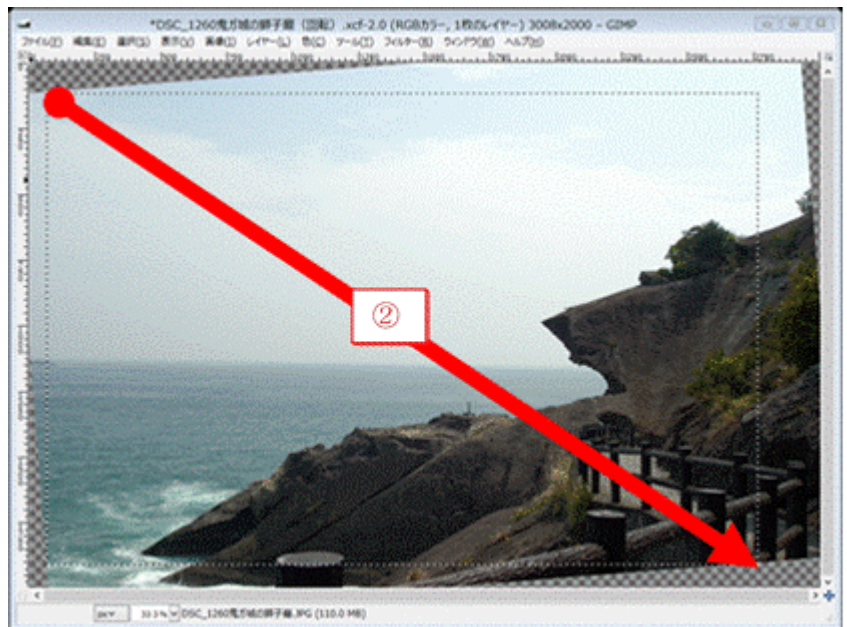 *DSC_1260鬼ガ城の獅子巌（回転）.xcf-2.0 (RGBカラー, 1枚のレイヤー) 3008x2000 – GIMP
ファイル(F) 編集(E) 選択(S) 表示(V) 画像(I) レイヤー(L) 色(C) ツール(T) フィルター(R) ウィンドウ(W) ヘルプ(H)
②
px 33.3% DSC_1260鬼ガ城の獅子巌.JPG (110.0 MB)